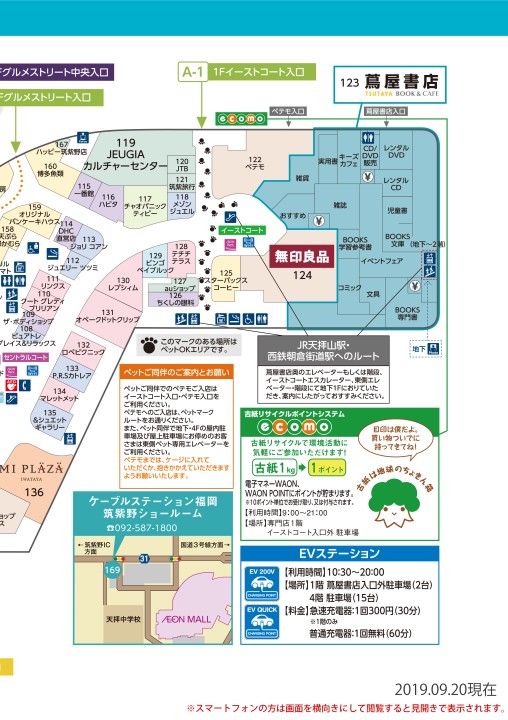 グルメストリート中央入口
グルメストリート入口
A-1 1Fイーストコート入口
123 蔦屋書店
TSUTAYA BOOK & CAFE
ecomo
ペテモ入口
蔦屋書店入口
167
ハッピー筑紫野店
160
博多魚類
119
JEUGIA
カルチャーセンター
120
JTB
121
筑紫旅行
122
ペテモ
115
一番館
116
ハピタ
117
チャオパニック
ティピー
118
メゾン
ジュエル
159
オリジナル
パンケーキハウス
158
天ぷら
114
DHC
直営店
113
ジョリコアン
112
ジュエリー ツツミ
111
リンクス
110
クート グレディ
ブリリアン
109
ザ・ボディショップ
108
ピュアトレ
プレイス&リラックス
セントラルコート
130
レプシィム
131
オペークドットクリップ
132
ロペピクニック
133
P.R.Sカトレア
134
マレットメット
135
&シュエット
ギャラリー
129
ピンゴ
ベイブルック
128
テチチ
テラス
127
auショップ
126
ちくしの眼科
125
スターバックス
コーヒー
イーストコート
無印良品
124
実用書
キーズ
カフェ
CD/
DVD
販売
レンタル
DVD
レンタル
CD
雑貨
雑誌
児童書
おすすめ
BOOKS
学習参考書
BOOKS
文庫
(地下〜2階)
イベントフェア
コミック
文具
BOOKS
専門書
地下
MI PLAZA
IWATAYA
136
このマークのある場所は
ペットOKエリアです。
JR天拝山駅・
西鉄朝倉街道駅へのルート
蔦屋書店奥のエレベーターもしくは階段、
イーストコートエスカレーター、東側エレ
ベーター/階段にて地下1Fにおりていた
だき、案内にしたがっておすすみください。
ペットご同伴のご案内とお願い
ペットご同伴でのペテモご入店は
イーストコート入口・ペテモ入口を
ご利用ください。
ペテモへのご入店は、ペットマーク
ルートをお通りください。
また、ペット同伴で地下・4Fの屋内駐
車場及び屋上駐車場にお停めのお客
さまは東側ペット専用エレベーターを
ご利用ください。
ペテモまでは、ケージに入れて
いただくか、抱きかかえていただきます
ようお願いいたします。
古紙リサイクルポイントシステム
ecomo
古紙リサイクルで環境活動に
気軽にご参加いただけます!
古紙1kg → 1ポイント
電子マネーWAON、
WAON POINTにポイントが貯まります。
※10ポイント単位でお受け取り、又は付与されます。
【利用時間】9:00〜21:00
【場所】専門店1階
イーストコート入口外 駐車場
旧印は僕だよ。
買い物ついでに
持ってきてね!
古紙は地球のちょきん箱
ケーブルステーション福岡
筑紫野ショールーム
☎092-587-1800
←筑紫野IC
方面
国道3号線方面→
31
169
天拝中学校
ÆON MALL
EVステーション
EV 200V
CHARGING POINT
EV QUICK
CHARGING POINT
【利用時間】10:30〜20:00
【場所】1階 蔦屋書店入口外駐車場(2台)
4階 駐車場(15台)
【料金】急速充電器:1回300円(30分)
※1階のみ
普通充電器:1回無料(60分)
2019.09.20現在
※スマートフォンの方は画面を横向きにして閲覧すると見開きで表示されます。